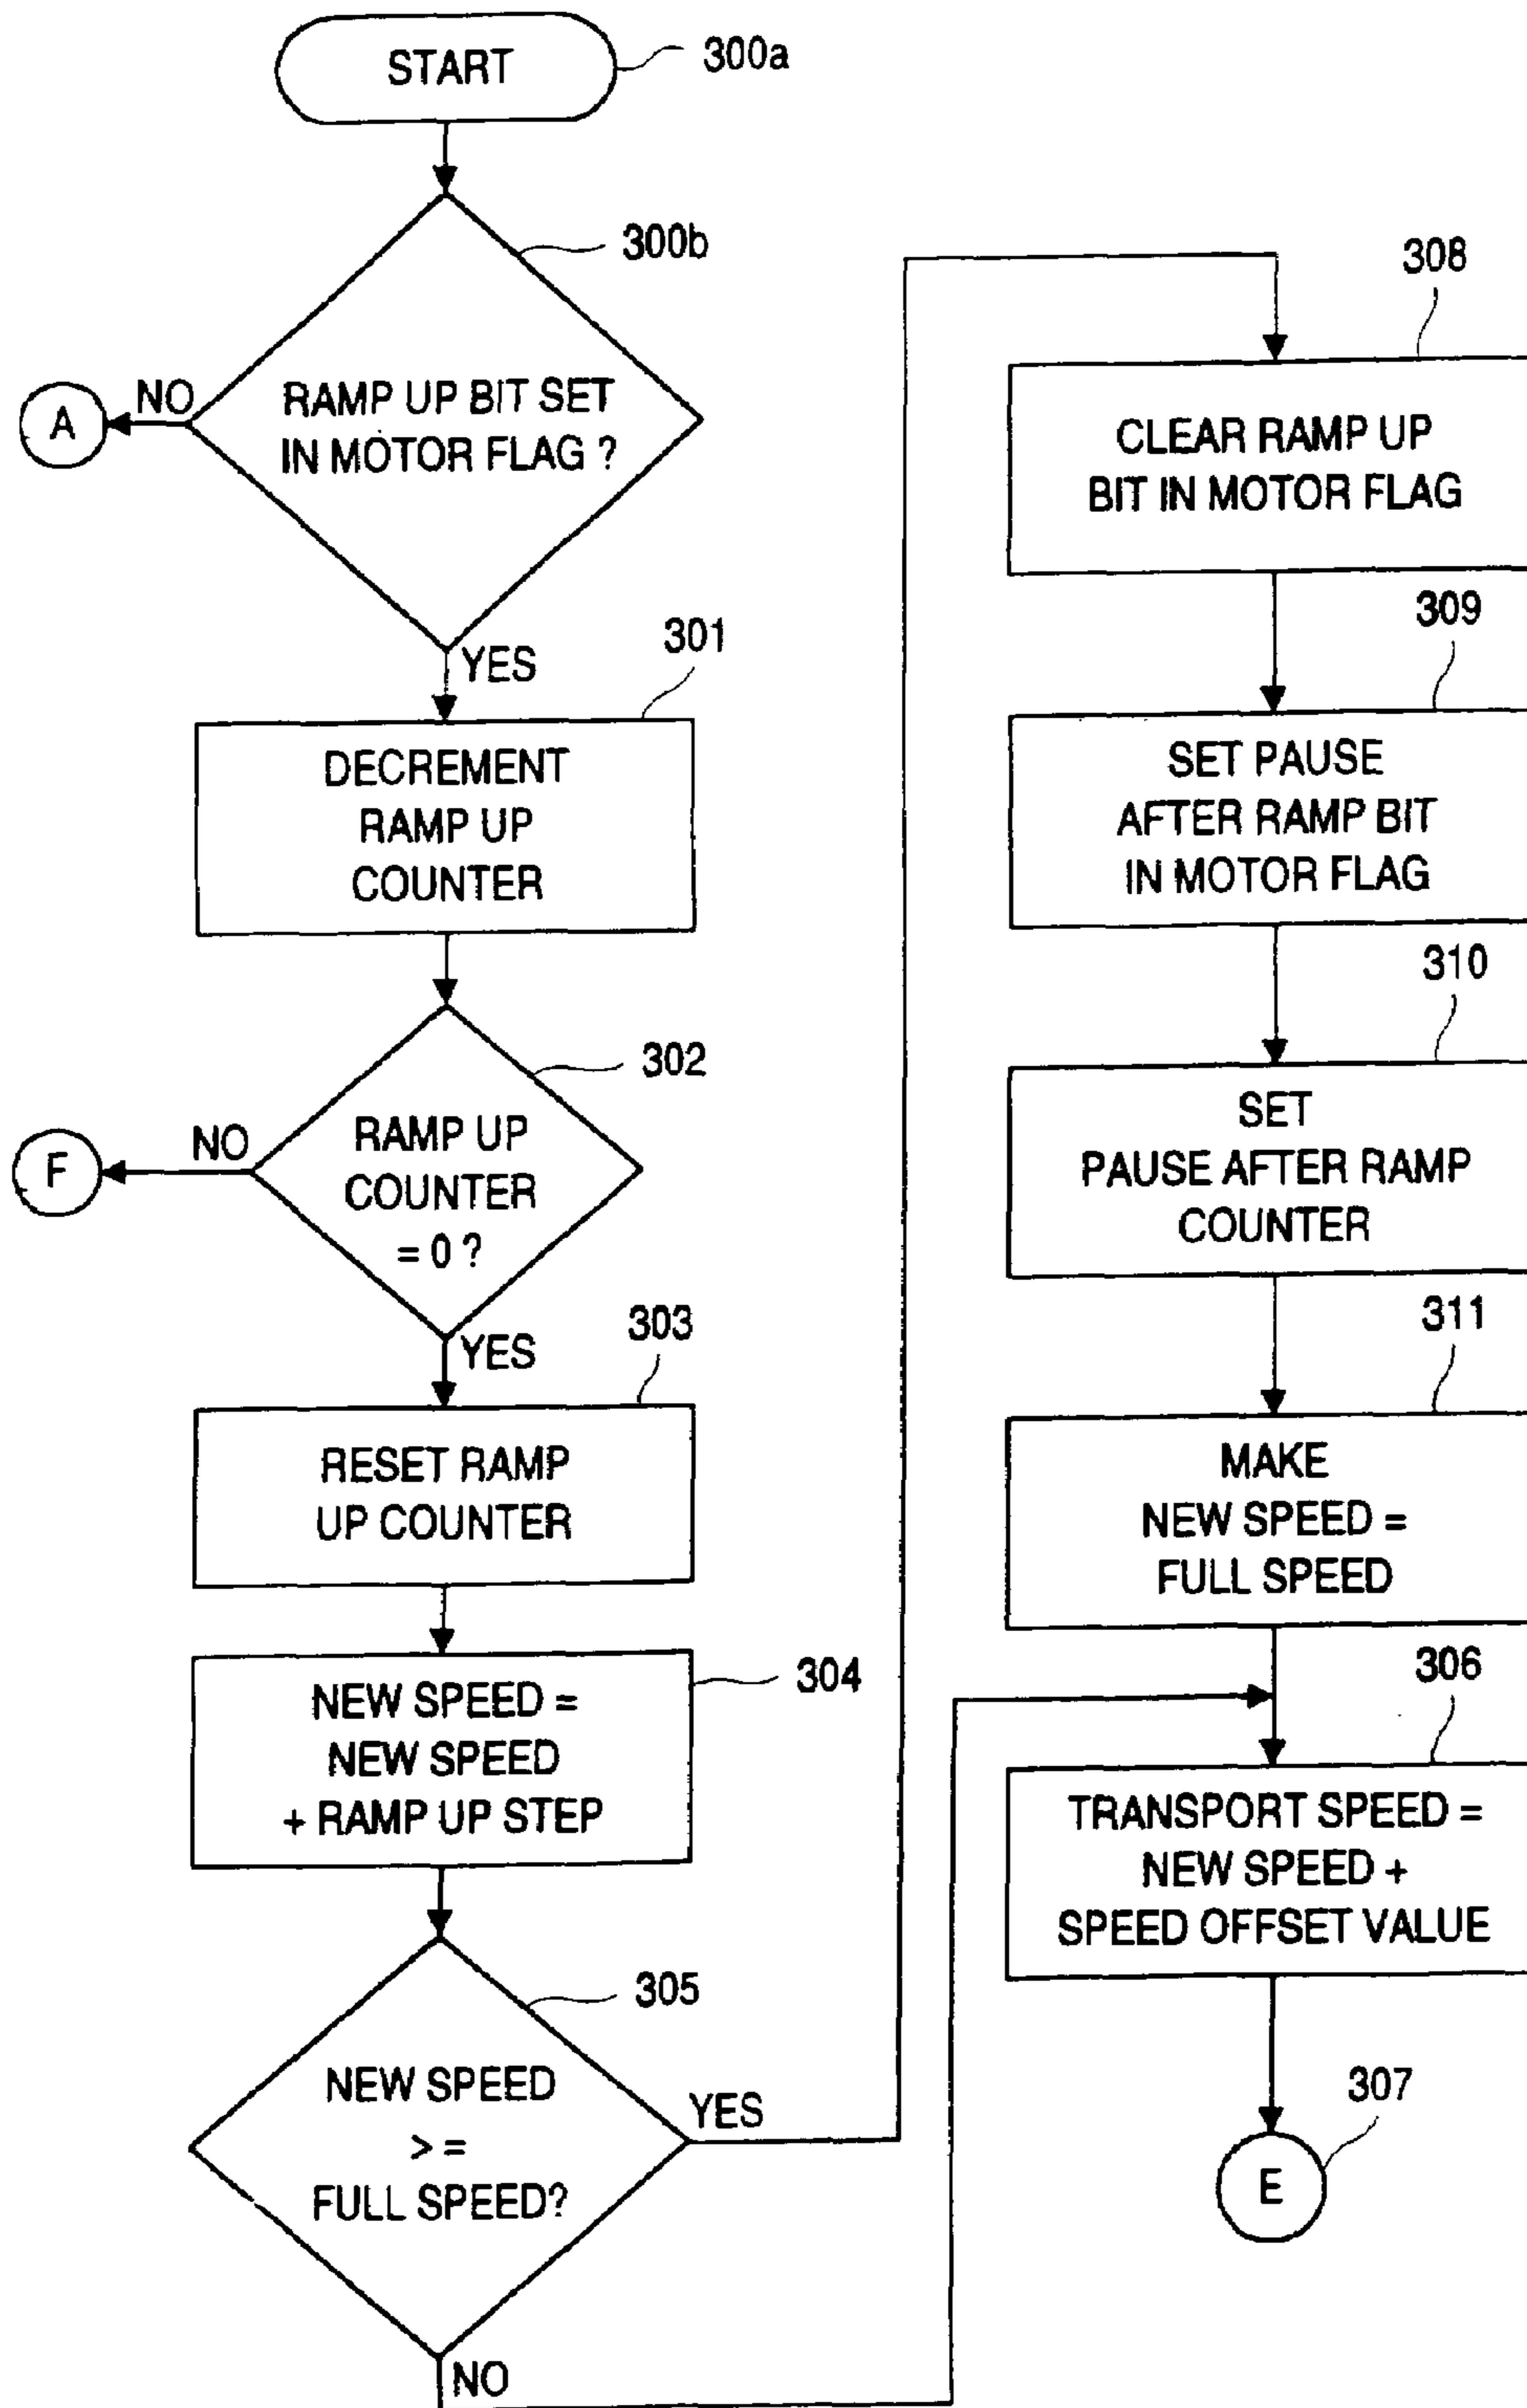 START
300a
300b
RAMP UP BIT SET
IN MOTOR FLAG ?
NO
A
YES
301
DECREMENT
RAMP UP
COUNTER
302
RAMP UP
COUNTER
= 0 ?
NO
F
YES
303
RESET RAMP
UP COUNTER
304
NEW SPEED =
NEW SPEED
+ RAMP UP STEP
305
NEW SPEED
> =
FULL SPEED?
YES
NO
308
CLEAR RAMP UP
BIT IN MOTOR FLAG
309
SET PAUSE
AFTER RAMP BIT
IN MOTOR FLAG
310
SET
PAUSE AFTER RAMP
COUNTER
311
MAKE
NEW SPEED =
FULL SPEED
306
TRANSPORT SPEED =
NEW SPEED +
SPEED OFFSET VALUE
307
E